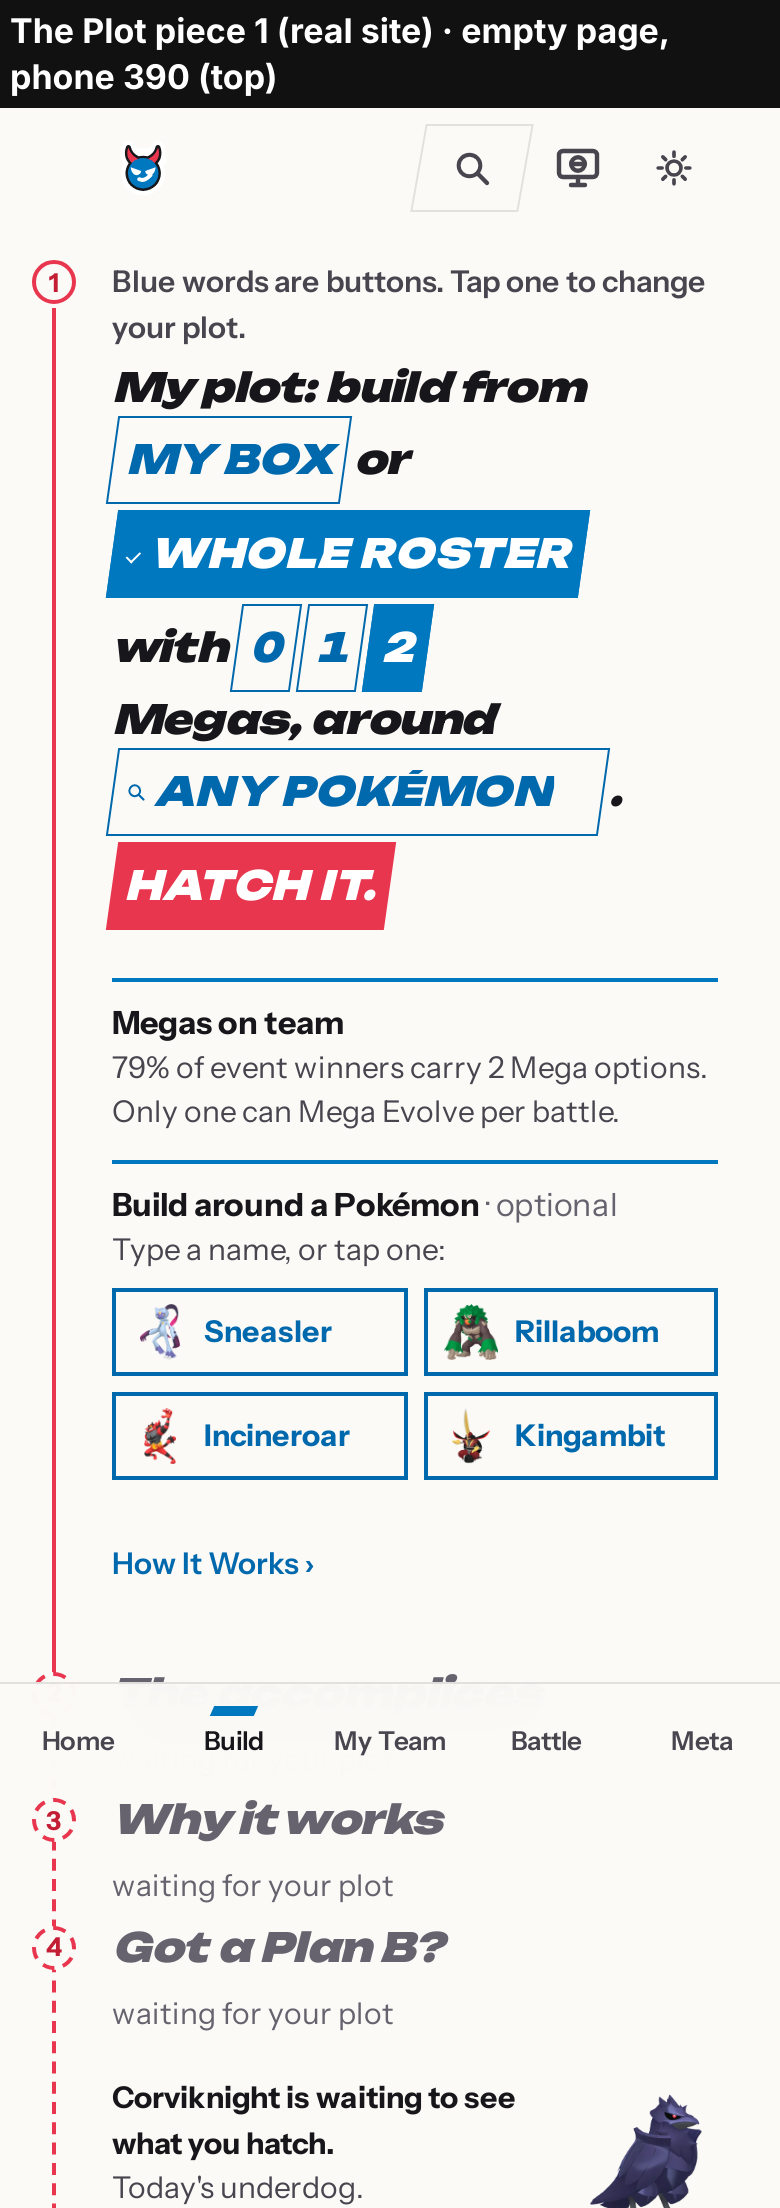 The Plot piece 1 (real site) · empty page,
phone 390 (top)
1
Blue words are buttons. Tap one to change
your plot.
My plot: build from
MY BOX or
✓ WHOLE ROSTER
with 0 1 2
Megas, around
ANY POKÉMON .
HATCH IT.
Megas on team
79% of event winners carry 2 Mega options.
Only one can Mega Evolve per battle.
Build around a Pokémon · optional
Type a name, or tap one:
Sneasler Rillaboom
Incineroar Kingambit
How It Works ›
The accomplices
Home Build My Team Battle Meta
3 Why it works
waiting for your plot
4 Got a Plan B?
waiting for your plot
Corviknight is waiting to see
what you hatch.
Today's underdog.